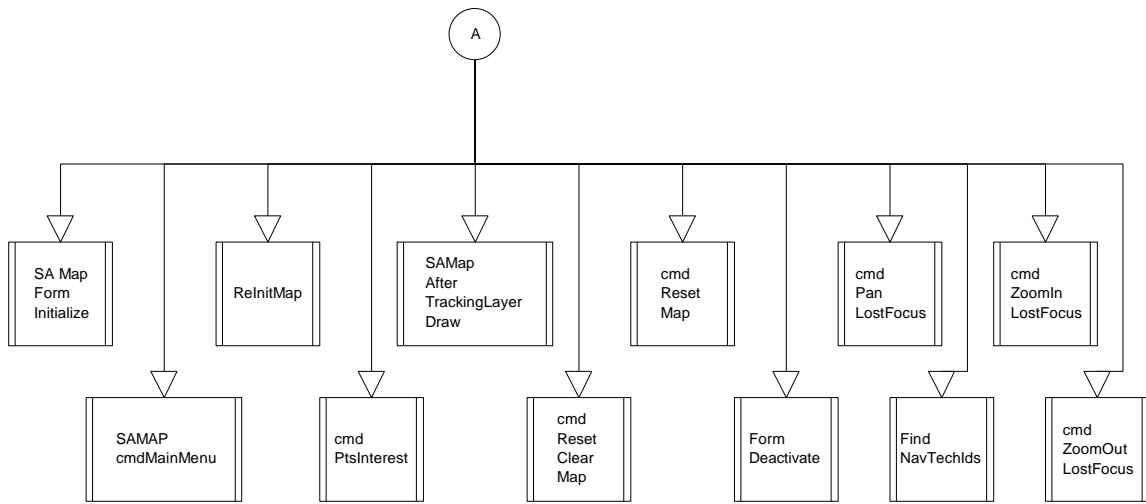 A
SA Map
Form
Initialize
ReInitMap
SAMap
After
TrackingLayer
Draw
cmd
Reset
Map
cmd
Pan
LostFocus
cmd
ZoomIn
LostFocus
SAMAP
cmdMainMenu
cmd
PtsInterest
cmd
Reset
Clear
Map
Form
Deactivate
Find
NavTechIds
cmd
ZoomOut
LostFocus